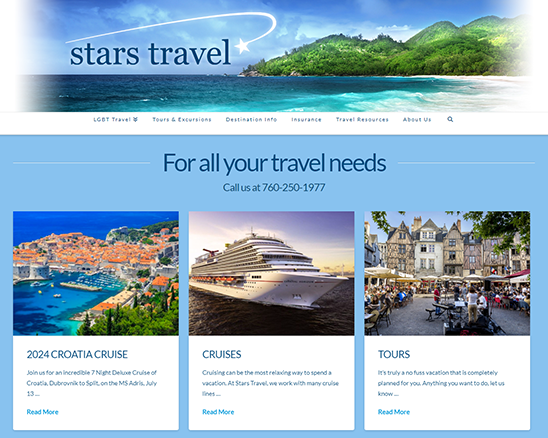 stars travel
LGBT Travel Tours & Excursions Destination Info Insurance Travel Resources About Us
For all your travel needs
Call us at 760-250-1977
2024 CROATIA CRUISE
Join us for an incredible 7 Night Deluxe Cruise of
Croatia, Dubrovnik to Split, on the MS Adris, July
13 ...
Read More
CRUISES
Cruising can be the most relaxing way to spend a
vacation. At Stars Travel, we work with many cruise
lines ...
Read More
TOURS
It's truly a no fuss vacation that is completely
planned for you. Anything you want to do, let us
know ...
Read More